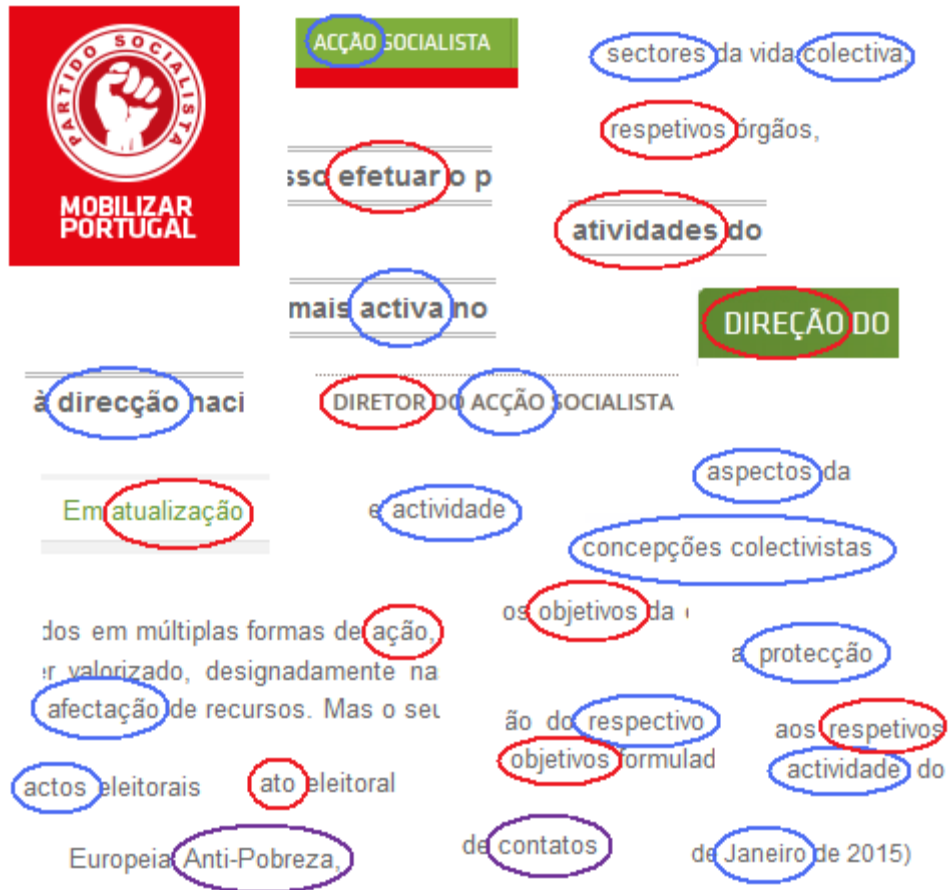 PARTIDO SOCIALISTA
MOBILIZAR
PORTUGAL
ACÇÃO SOCIALISTA
sectores da vida colectiva,
respetivos órgãos,
sso efetuar o p
atividades do
mais activa no
DIREÇÃO DO
à direcção naci
DIRETOR DO ACÇÃO SOCIALISTA
Em atualização
e actividade
aspectos da
concepções colectivistas
os objetivos da
dos em múltiplas formas de ação,
er valorizado, designadamente na
afectação de recursos. Mas o seu
a protecção
ão do respectivo
objetivos formulad
aos respetivos
actividade do
actos eleitorais
ato eleitoral
Europeia Anti-Pobreza,
de contatos
de Janeiro de 2015)